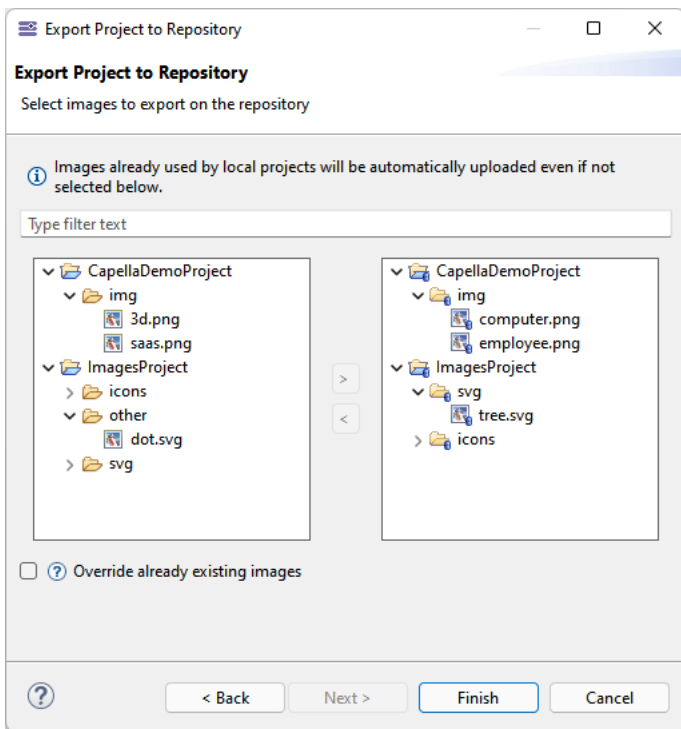 Export Project to Repository
Export Project to Repository
Select images to export on the repository
Images already used by local projects will be automatically uploaded even if not
selected below.
Type filter text
CapellaDemoProject
img
3d.png
saas.png
ImagesProject
icons
other
dot.svg
svg
>
<
CapellaDemoProject
img
computer.png
employee.png
ImagesProject
svg
tree.svg
icons
Override already existing images
< Back
Next >
Finish
Cancel